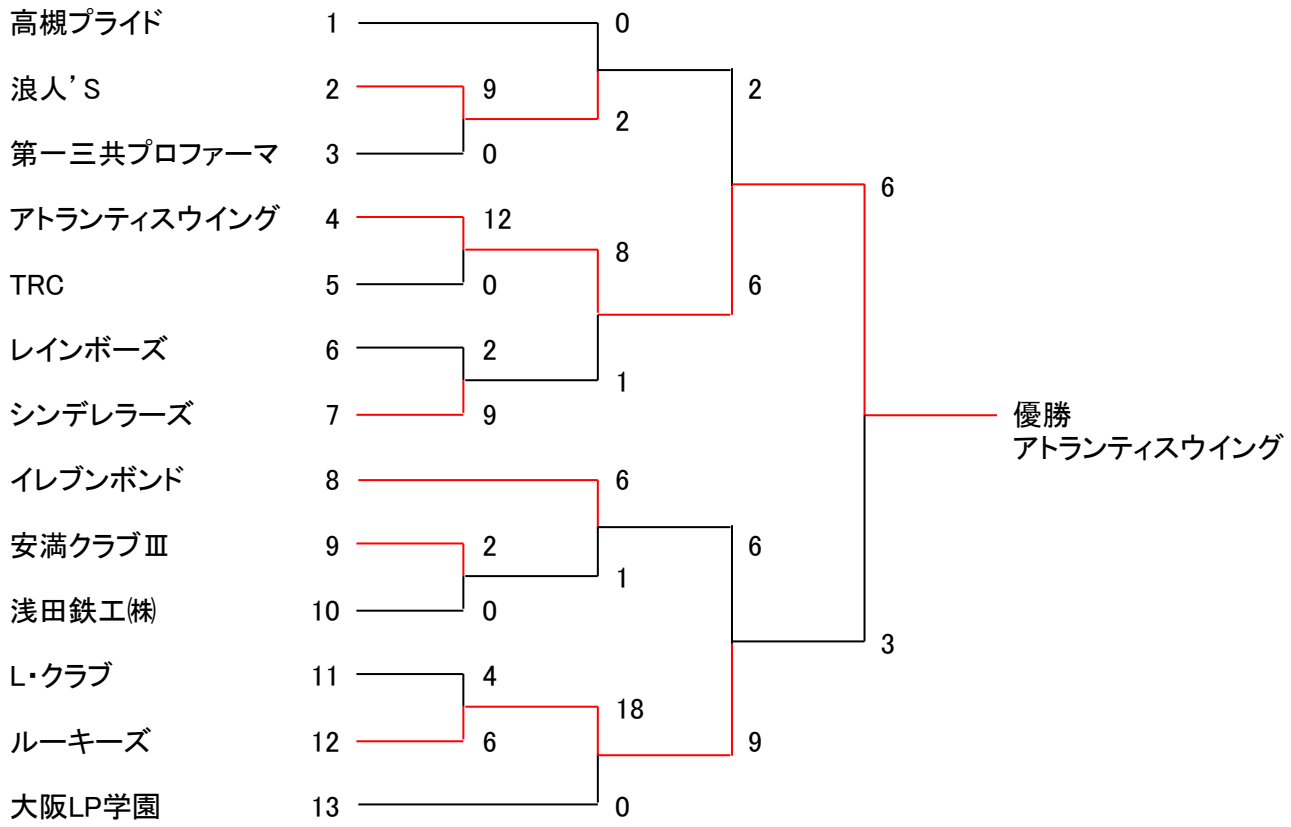 高槻プライド 1 0
浪人’S 2 9 2
2
第一三共プロファーマ 3 0
6
アトランティスウイング 4 12
8
TRC 5 0 6
レインボーズ 6 2
1
シンデレラーズ 7 9
優勝
アトランティスウイング
イレブンボンド 8 6
安満クラブⅢ 9 2 6
1
浅田鉄工㈱ 10 0
3
L・クラブ 11 4
18
ルーキーズ 12 6 9
大阪LP学園 13 0